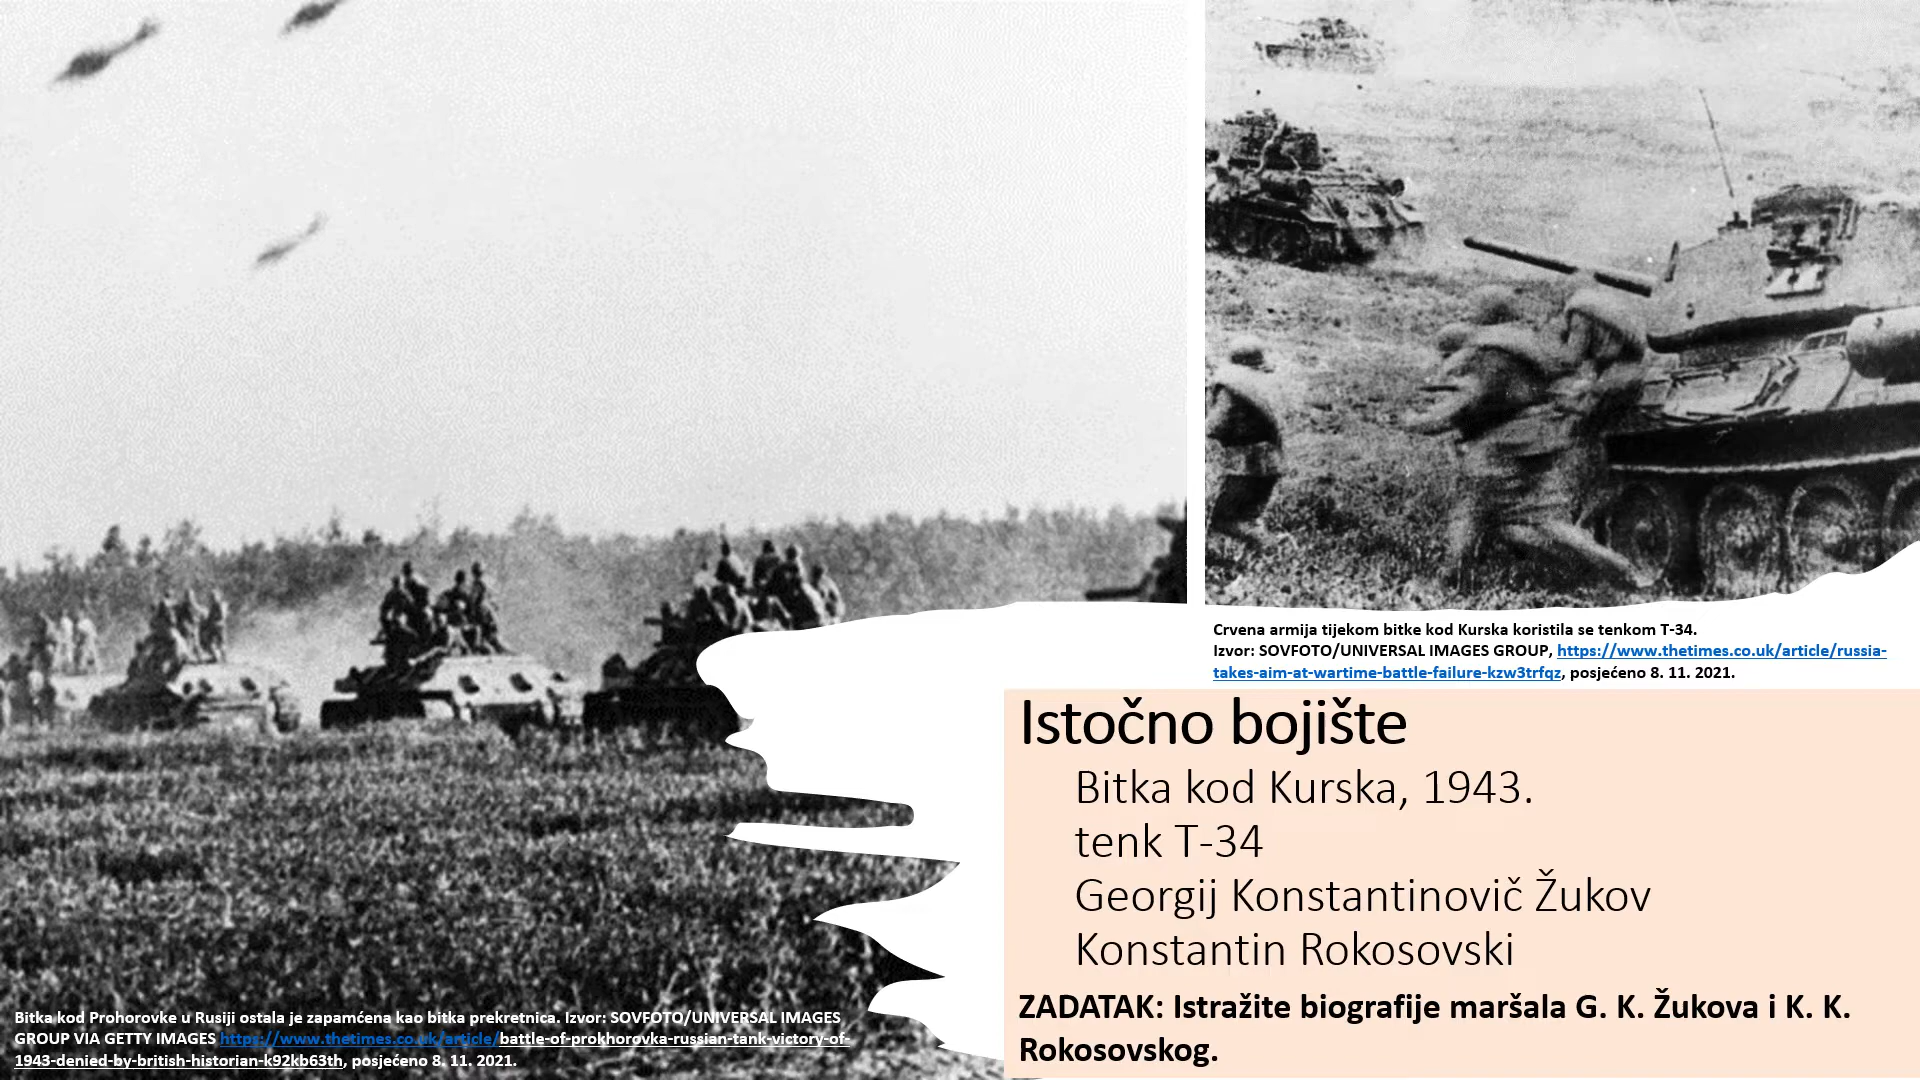 Crvena armija tijekom bitke kod Kurska koristila se tenkom T-34.
Izvor: SOVFOTO/UNIVERSAL IMAGES GROUP, https://www.thetimes.co.uk/article/russia-
takes-aim-at-wartime-battle-failure-kzw3trfqz, posjećeno 8. 11. 2021.
Istočno bojište
Bitka kod Kurska, 1943.
tenk T-34
Georgij Konstantinovič Žukov
Konstantin Rokosovski
ZADATAK: Istražite biografije maršala G. K. Žukova i K. K.
Rokosovskog.
Bitka kod Prohorovke u Rusiji ostala je zapamćena kao bitka prekretnica. Izvor: SOVFOTO/UNIVERSAL IMAGES
GROUP VIA GETTY IMAGES https://www.thetimes.co.uk/article/battle-of-prokhorovka-russian-tank-victory-of-
1943-denied-by-british-historian-k92kb63th, posjećeno 8. 11. 2021.